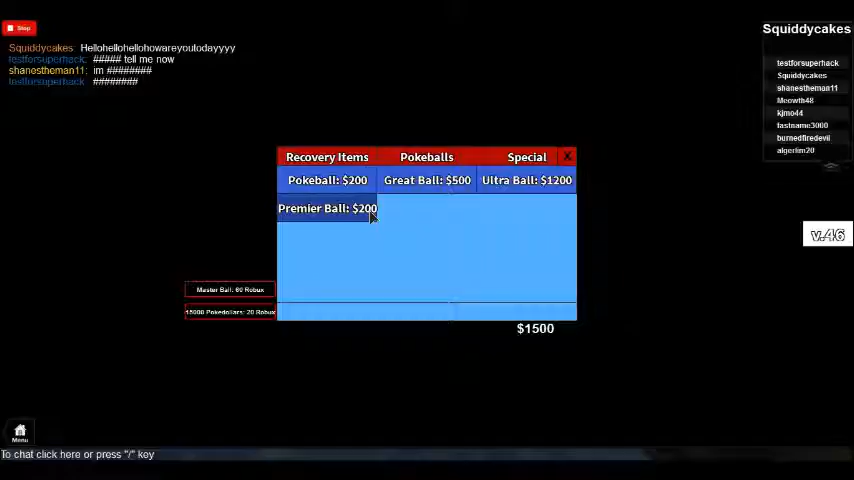 Stop
Squiddycakes: Hellohellohellohowareyoutodayyyy
testforsuperhack: ##### tell me now
shanestheman11: im ########
testforsuperhack: ########
Squiddycakes
testforsuperhack
Squiddycakes
shanestheman11
Meowth48
kjmo44
fastname3000
burnedfiredevil
algerlim20
Recovery Items Pokeballs Special X
Pokeball: $200 Great Ball: $500 Ultra Ball: $1200
Premier Ball: $200
v.46
Master Ball: 60 Robux
15000 Pokedollars: 20 Robux
$1500
Menu
To chat click here or press "/" key